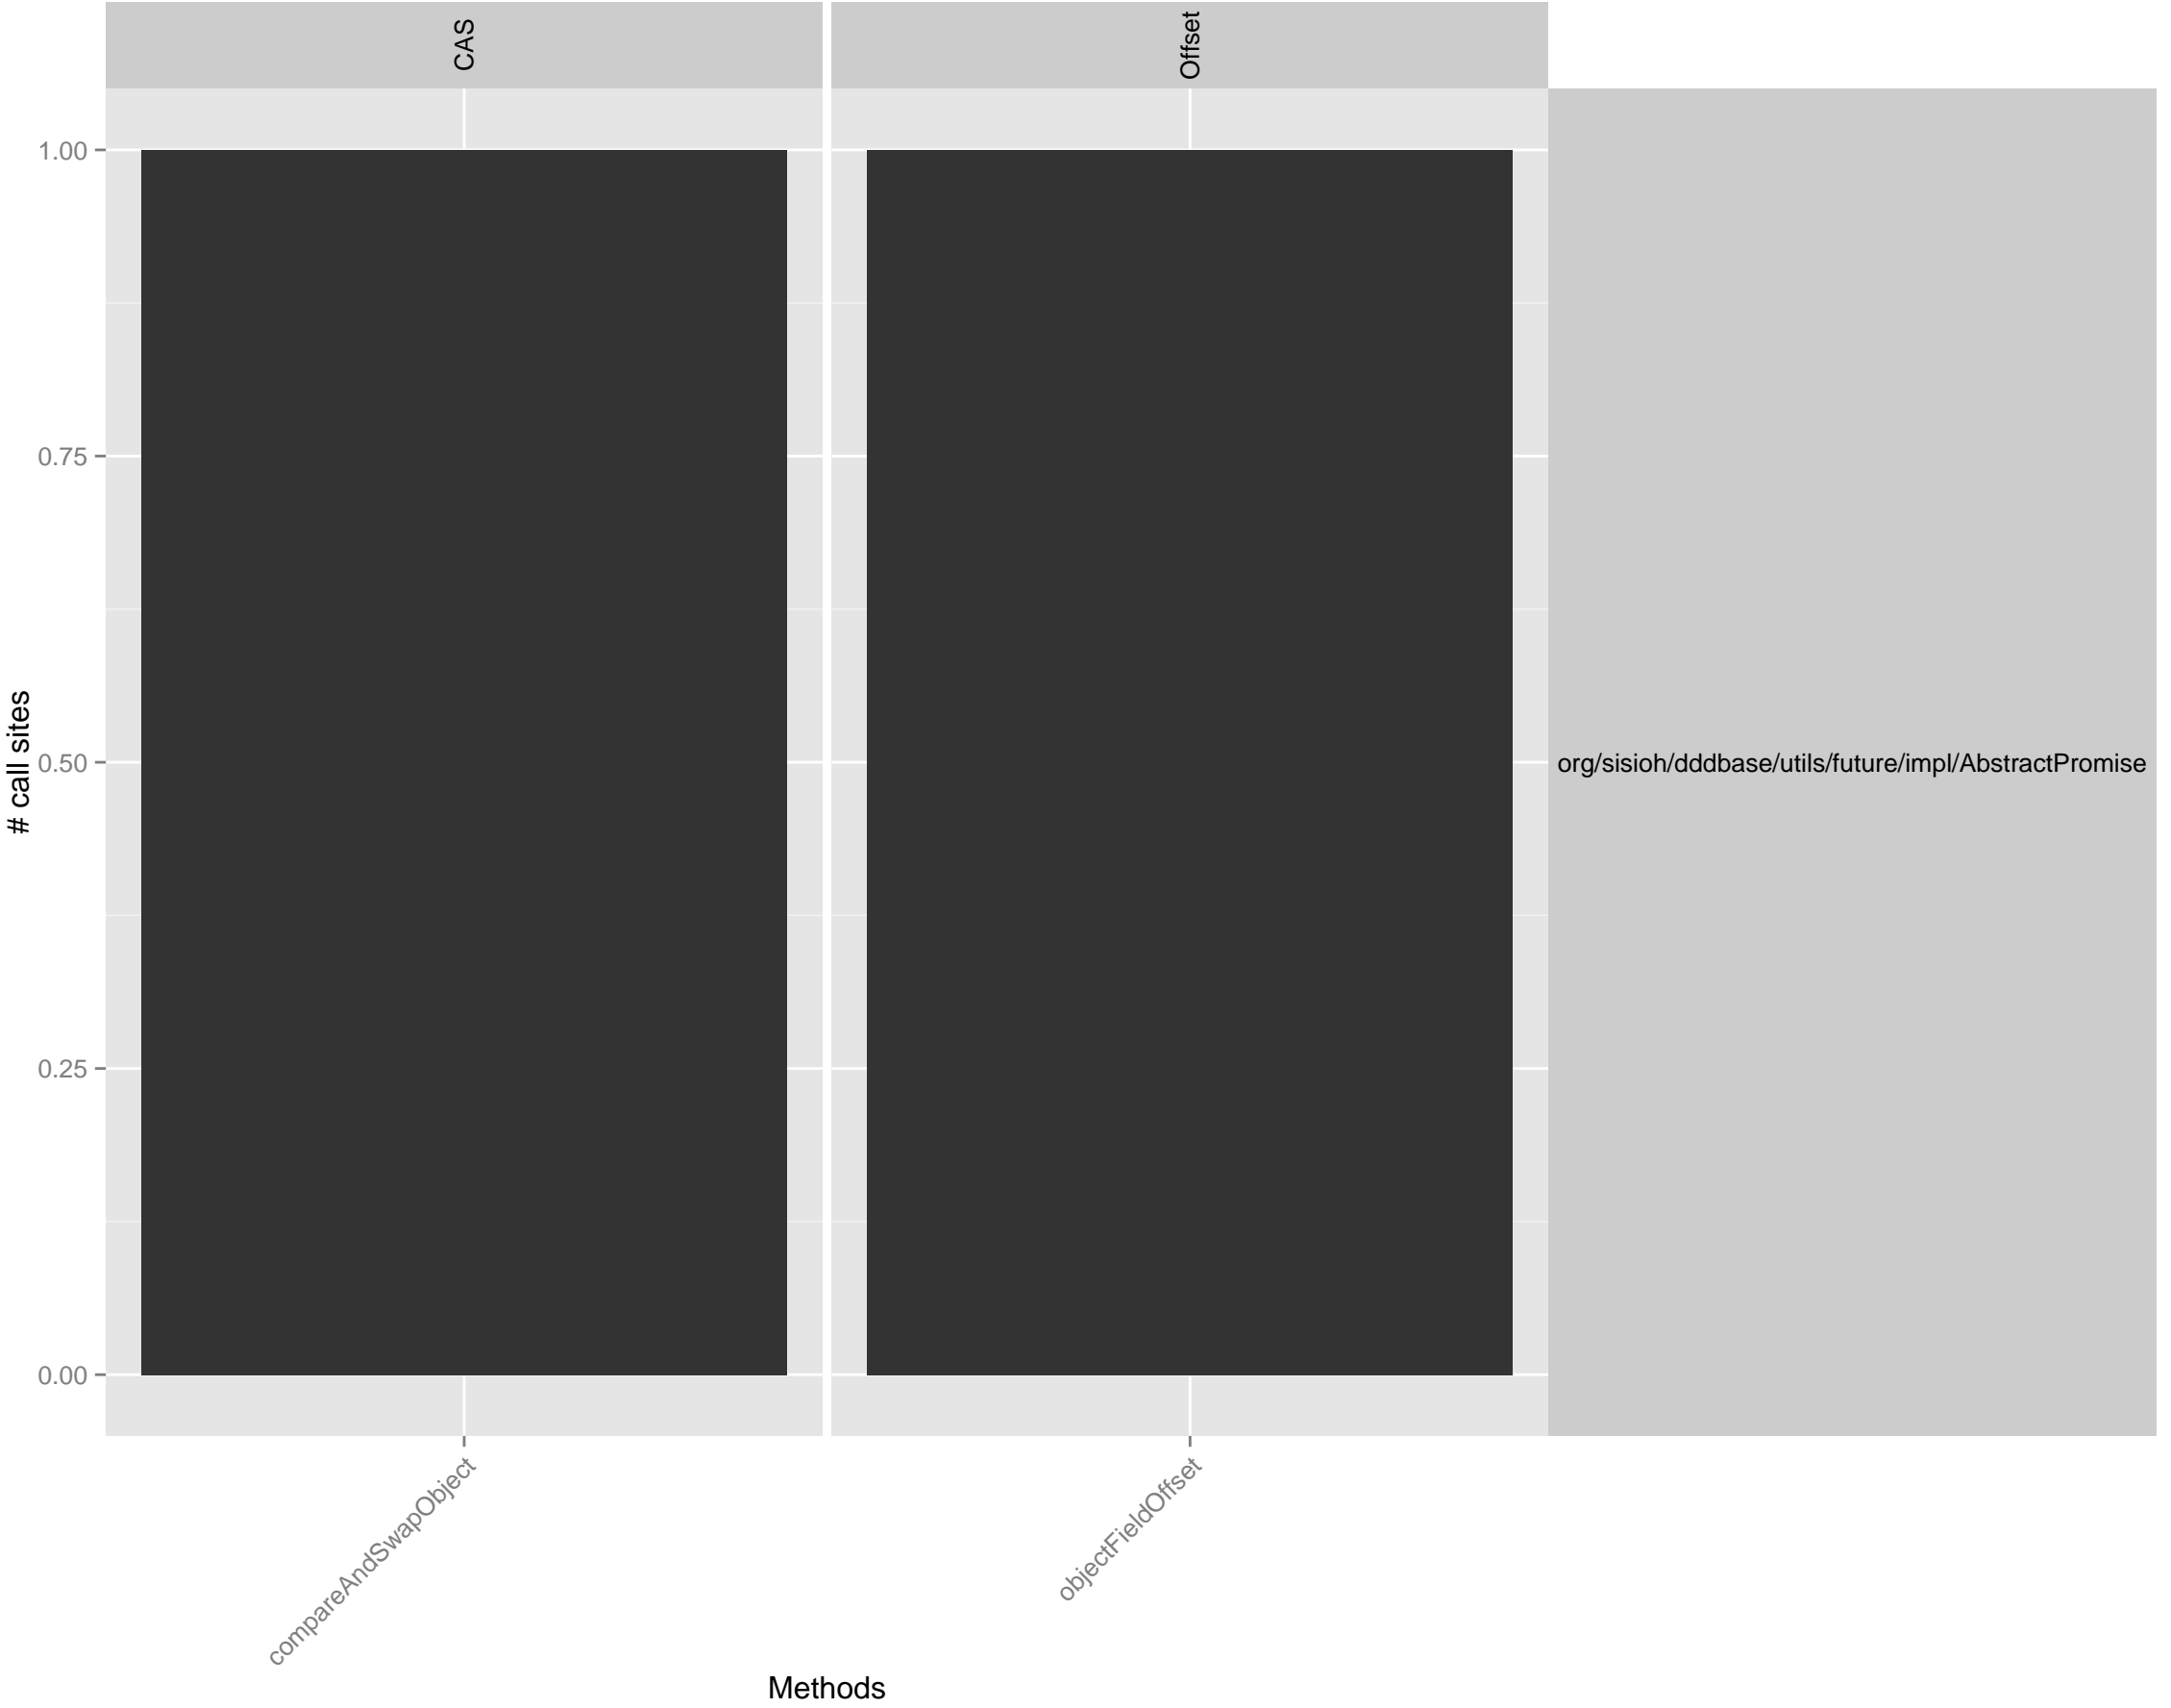 CAS
Offset
1.00
0.75
0.50
0.25
0.00
# call sites
org/sisioh/dddbase/utils/future/impl/AbstractPromise
compareAndSwapObject
objectFieldOffset
Methods